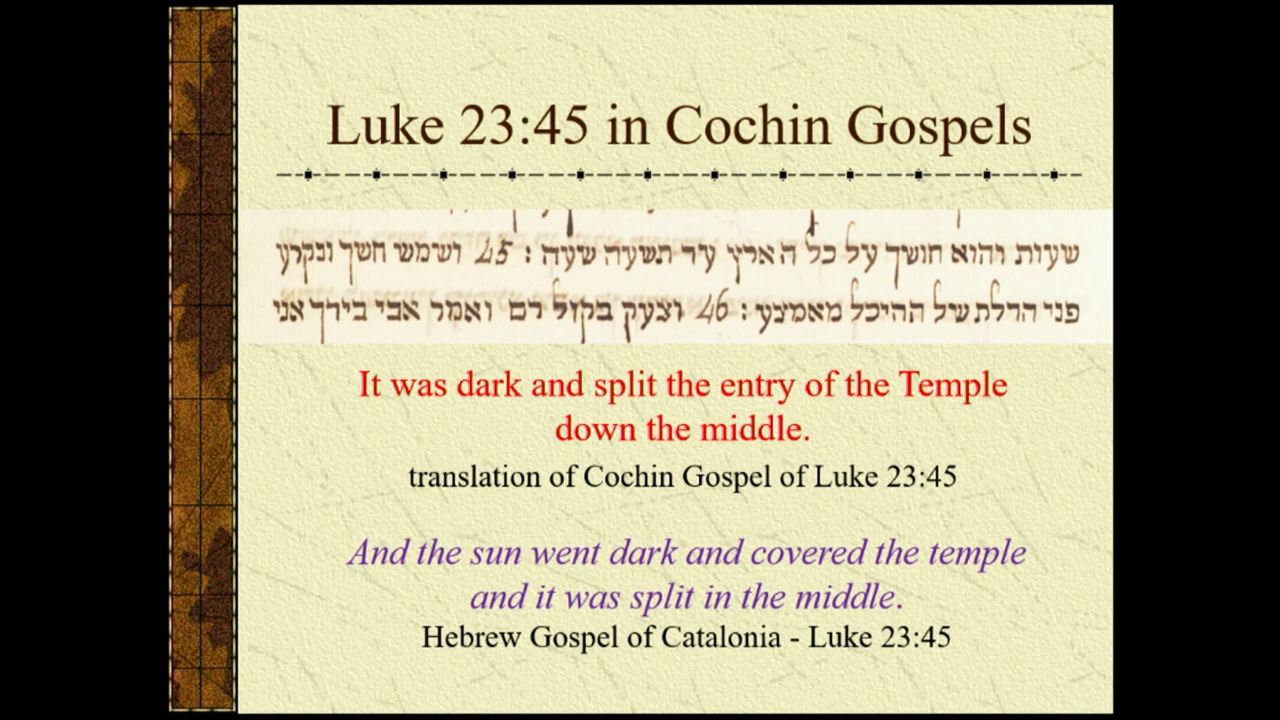 Luke 23:45 in Cochin Gospels
שעות והוא חושך על כל הארץ עד תשעה שעה : 45 ושמש חשך ונקרע
פני הדלת של ההיכל מאמצע : 46 וצעק בקול רם ואמר אבי בידך אני
It was dark and split the entry of the Temple
down the middle.
translation of Cochin Gospel of Luke 23:45
And the sun went dark and covered the temple
and it was split in the middle.
Hebrew Gospel of Catalonia - Luke 23:45